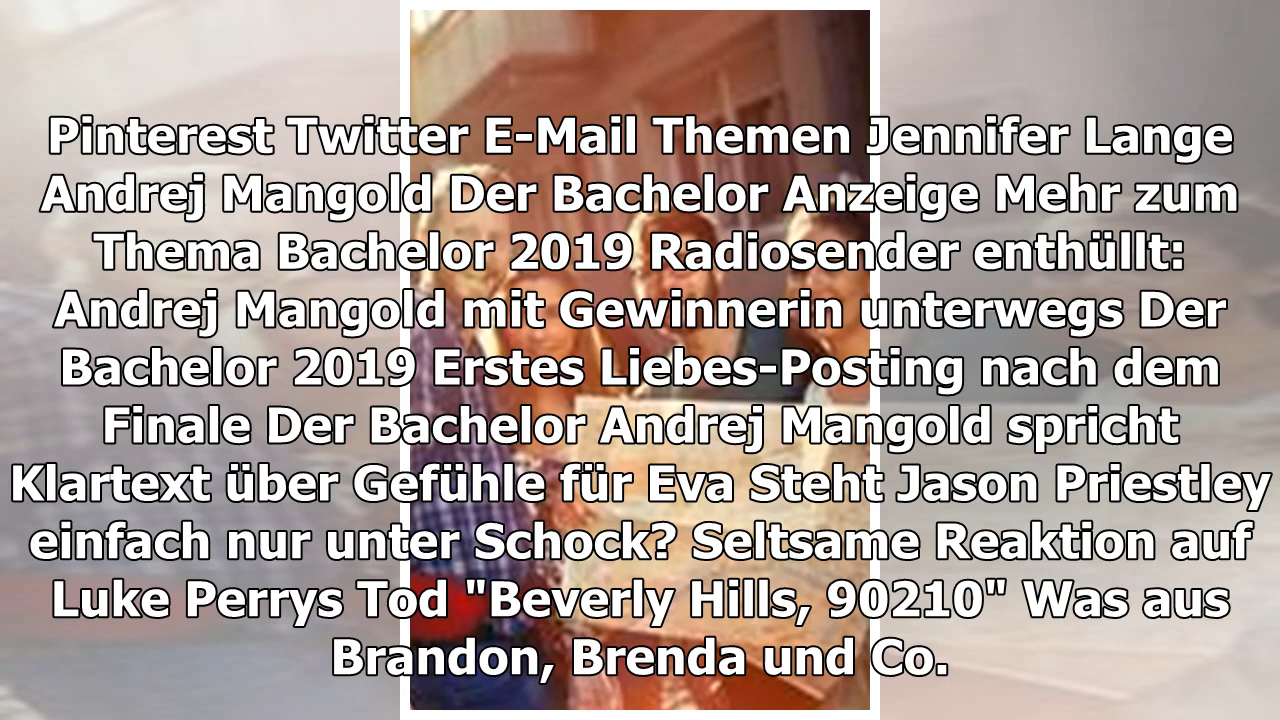 Pinterest Twitter E-Mail Themen Jennifer Lange
Andrej Mangold Der Bachelor Anzeige Mehr zum
Thema Bachelor 2019 Radiosender enthüllt:
Andrej Mangold mit Gewinnerin unterwegs Der
Bachelor 2019 Erstes Liebes-Posting nach dem
Finale Der Bachelor Andrej Mangold spricht
Klartext über Gefühle für Eva Steht Jason Priestley
einfach nur unter Schock? Seltsame Reaktion auf
Luke Perrys Tod "Beverly Hills, 90210" Was aus
Brandon, Brenda und Co.